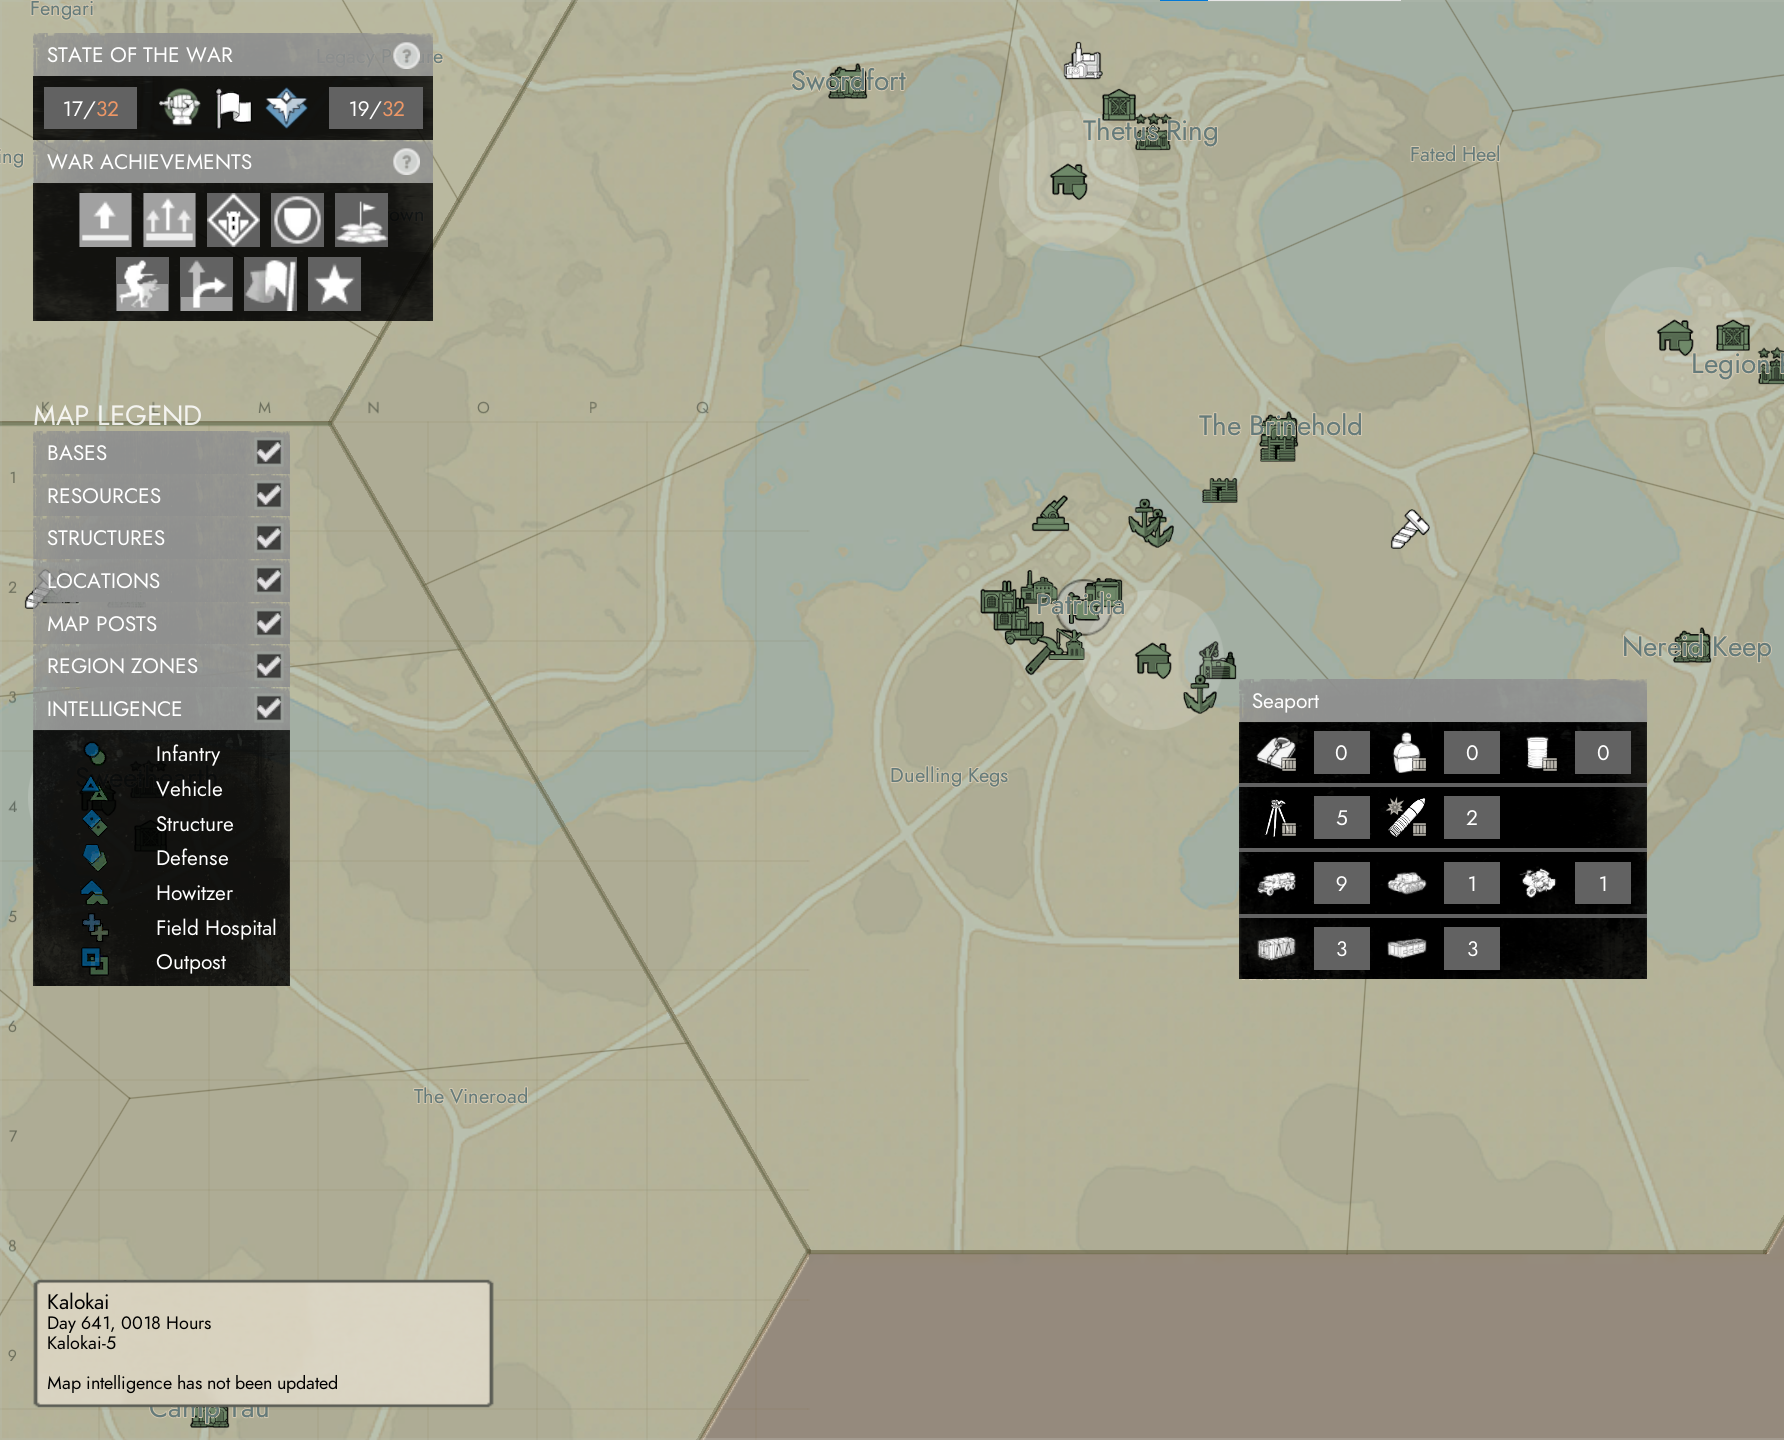 Fengari
STATE OF THE WAR
?
17/32
19/32
WAR ACHIEVEMENTS
?
Swordfort
Thetus Ring
Fated Heel
Legion
M
N
O
P
Q
MAP LEGEND
The Brinehold
BASES
RESOURCES
STRUCTURES
LOCATIONS
MAP POSTS
REGION ZONES
INTELLIGENCE
1
2
3
4
5
6
7
8
9
Patridia
Nereid Keep
Seaport
0
0
0
5
2
9
1
1
3
3
Infantry
Vehicle
Structure
Defense
Howitzer
Field Hospital
Outpost
Duelling Kegs
The Vineroad
Kalokai
Day 641, 0018 Hours
Kalokai-5
Map intelligence has not been updated
Camp Tau